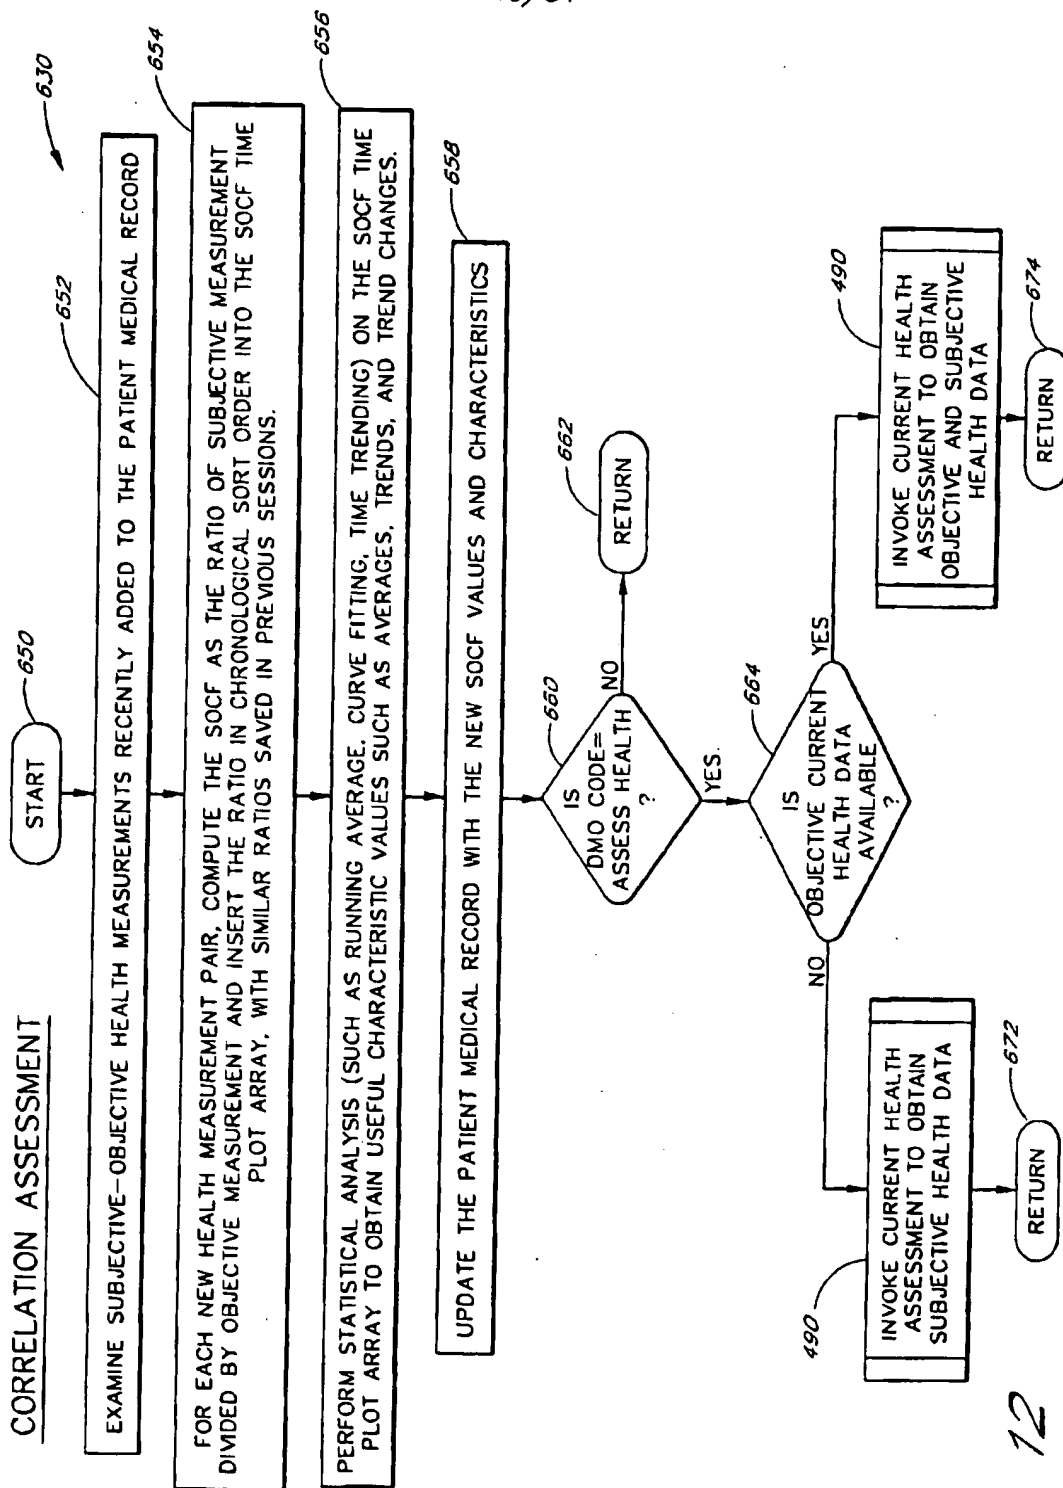 CORRELATION ASSESSMENT
630
START
650
EXAMINE SUBJECTIVE-OBJECTIVE HEALTH MEASUREMENTS RECENTLY ADDED TO THE PATIENT MEDICAL RECORD
652
FOR EACH NEW HEALTH MEASUREMENT PAIR, COMPUTE THE SOCF AS THE RATIO OF SUBJECTIVE MEASUREMENT
DIVIDED BY OBJECTIVE MEASUREMENT AND INSERT THE RATIO IN CHRONOLOGICAL SORT ORDER INTO THE SOCF TIME
PLOT ARRAY, WITH SIMILAR RATIOS SAVED IN PREVIOUS SESSIONS.
654
PERFORM STATISTICAL ANALYSIS (SUCH AS RUNNING AVERAGE, CURVE FITTING, TIME TRENDING) ON THE SOCF TIME
PLOT ARRAY TO OBTAIN USEFUL CHARACTERISTIC VALUES SUCH AS AVERAGES, TRENDS, AND TREND CHANGES.
656
UPDATE THE PATIENT MEDICAL RECORD WITH THE NEW SOCF VALUES AND CHARACTERISTICS
658
IS
DMO CODE=
ASSESS HEALTH
?
660
NO
RETURN
662
YES
IS
OBJECTIVE CURRENT
HEALTH DATA
AVAILABLE
?
664
NO
YES
490
INVOKE CURRENT HEALTH
ASSESSMENT TO OBTAIN
SUBJECTIVE HEALTH DATA
RETURN
672
490
INVOKE CURRENT HEALTH
ASSESSMENT TO OBTAIN
OBJECTIVE AND SUBJECTIVE
HEALTH DATA
RETURN
674
12